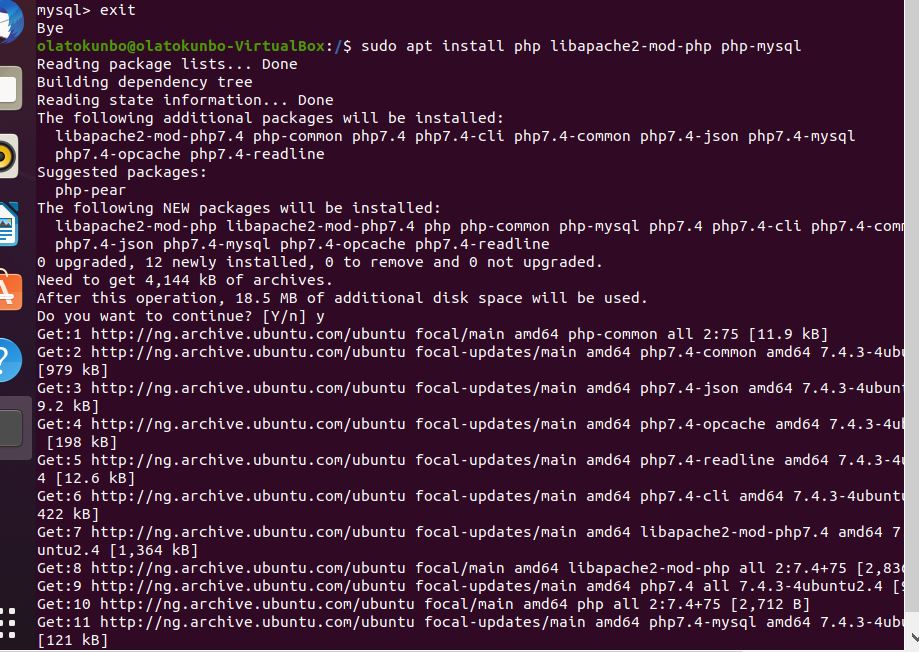 mysql> exit
Bye
olatokunbo@olatokunbo-VirtualBox:/$ sudo apt install php libapache2-mod-php php-mysql
Reading package lists... Done
Building dependency tree
Reading state information... Done
The following additional packages will be installed:
  libapache2-mod-php7.4 php-common php7.4 php7.4-cli php7.4-common php7.4-json php7.4-mysql
  php7.4-opcache php7.4-readline
Suggested packages:
  php-pear
The following NEW packages will be installed:
  libapache2-mod-php libapache2-mod-php7.4 php php-common php-mysql php7.4 php7.4-cli php7.4-com
  php7.4-json php7.4-mysql php7.4-opcache php7.4-readline
0 upgraded, 12 newly installed, 0 to remove and 0 not upgraded.
Need to get 4,144 kB of archives.
After this operation, 18.5 MB of additional disk space will be used.
Do you want to continue? [Y/n] y
Get:1 http://ng.archive.ubuntu.com/ubuntu focal/main amd64 php-common all 2:75 [11.9 kB]
Get:2 http://ng.archive.ubuntu.com/ubuntu focal-updates/main amd64 php7.4-common amd64 7.4.3-4ubu
[979 kB]
Get:3 http://ng.archive.ubuntu.com/ubuntu focal-updates/main amd64 php7.4-json amd64 7.4.3-4ubunt
9.2 kB]
Get:4 http://ng.archive.ubuntu.com/ubuntu focal-updates/main amd64 php7.4-opcache amd64 7.4.3-4ub
 [198 kB]
Get:5 http://ng.archive.ubuntu.com/ubuntu focal-updates/main amd64 php7.4-readline amd64 7.4.3-4u
4 [12.6 kB]
Get:6 http://ng.archive.ubuntu.com/ubuntu focal-updates/main amd64 php7.4-cli amd64 7.4.3-4ubuntu
422 kB]
Get:7 http://ng.archive.ubuntu.com/ubuntu focal-updates/main amd64 libapache2-mod-php7.4 amd64 7.
untu2.4 [1,364 kB]
Get:8 http://ng.archive.ubuntu.com/ubuntu focal/main amd64 libapache2-mod-php all 2:7.4+75 [2,836
Get:9 http://ng.archive.ubuntu.com/ubuntu focal-updates/main amd64 php7.4 all 7.4.3-4ubuntu2.4 [9
Get:10 http://ng.archive.ubuntu.com/ubuntu focal/main amd64 php all 2:7.4+75 [2,712 B]
Get:11 http://ng.archive.ubuntu.com/ubuntu focal-updates/main amd64 php7.4-mysql amd64 7.4.3-4ubu
[121 kB]